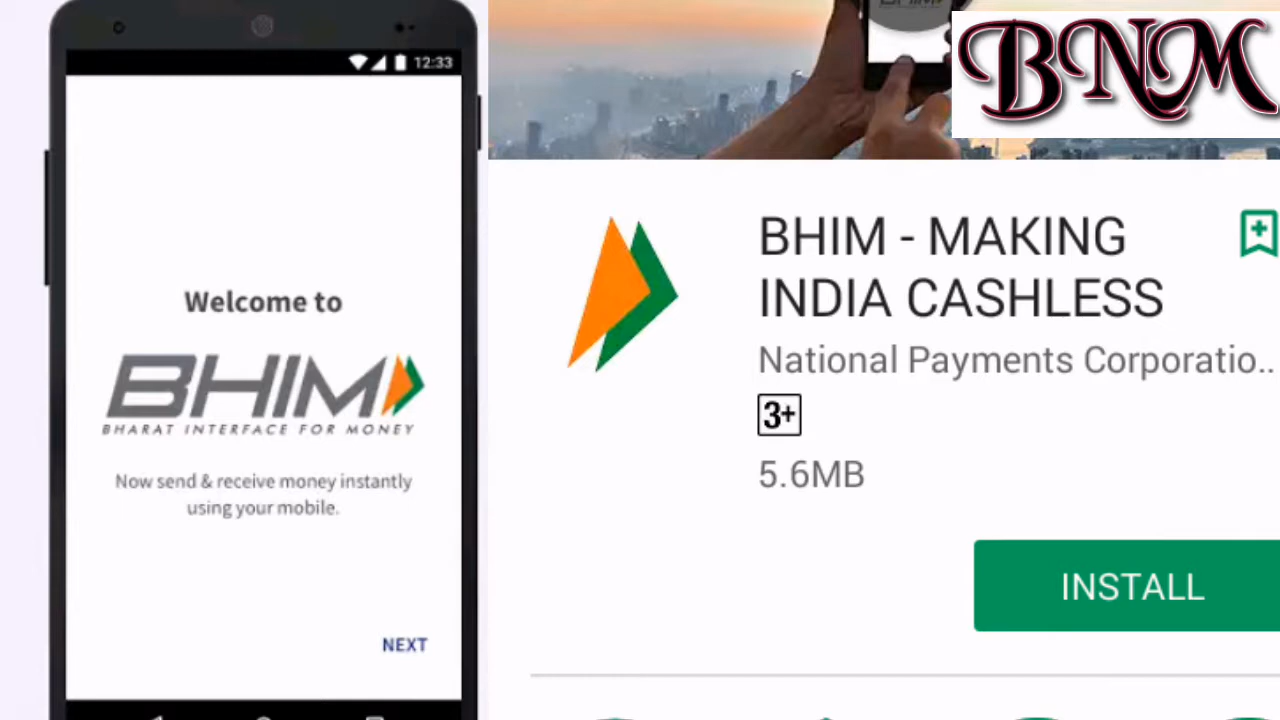 12:33
Welcome to
BHIM
BHARAT INTERFACE FOR MONEY
Now send & receive money instantly
using your mobile.
NEXT
BHIM
BNM
BHIM - MAKING
INDIA CASHLESS
National Payments Corporatio..
3+
5.6MB
INSTALL